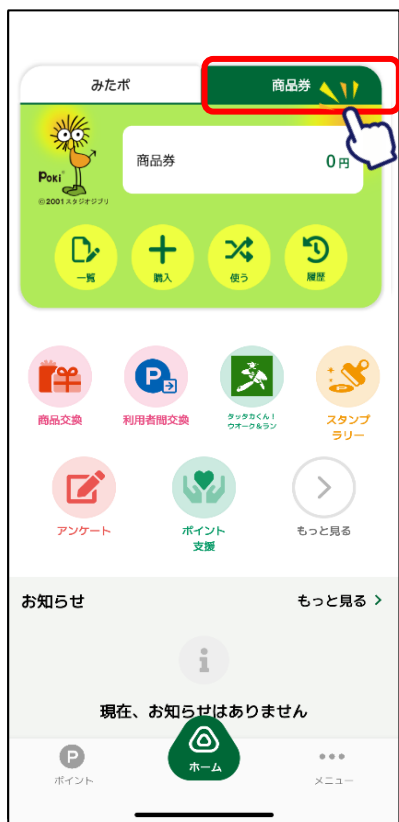 みたポ
商品券
Poki
©2001 スタジオジブリ
商品券
0円
一覧
購入
使う
履歴
商品交換
利用者間交換
タッタカくん！
ウオーク&ラン
スタンプ
ラリー
アンケート
ポイント
支援
もっと見る
お知らせ
もっと見る
現在、お知らせはありません
ポイント
ホーム
メニュー